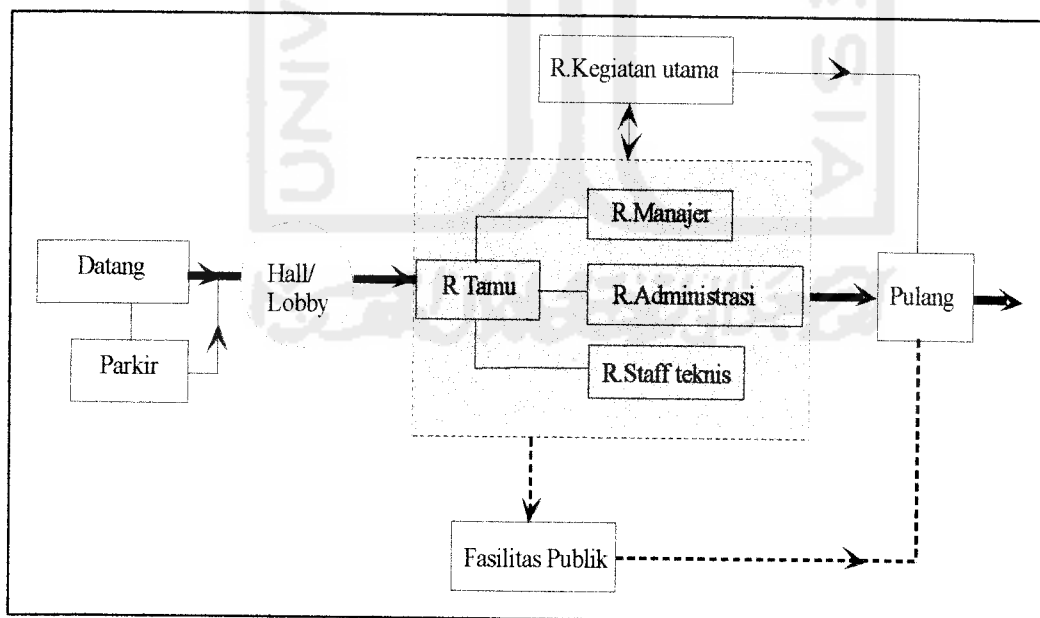 R.Kegiatan utama
R.Manajer
Datang
Hall/
Lobby
R Tamu
R.Administrasi
Pulang
Parkir
R.Staff teknis
Fasilitas Publik